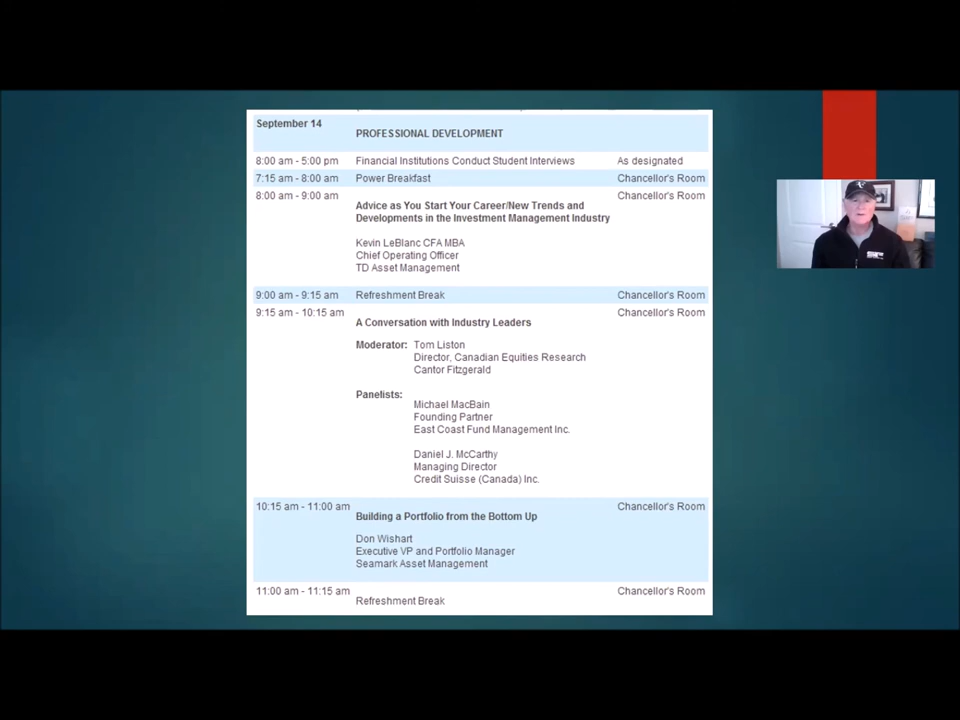 September 14
PROFESSIONAL DEVELOPMENT
8:00 am - 5:00 pm Financial Institutions Conduct Student Interviews As designated
7:15 am - 8:00 am Power Breakfast Chancellor's Room
8:00 am - 9:00 am Chancellor's Room
Advice as You Start Your Career/New Trends and
Developments in the Investment Management Industry
Kevin LeBlanc CFA MBA
Chief Operating Officer
TD Asset Management
9:00 am - 9:15 am Refreshment Break Chancellor's Room
9:15 am - 10:15 am Chancellor's Room
A Conversation with Industry Leaders
Moderator: Tom Liston
Director, Canadian Equities Research
Cantor Fitzgerald
Panelists:
Michael MacBain
Founding Partner
East Coast Fund Management Inc.
Daniel J. McCarthy
Managing Director
Credit Suisse (Canada) Inc.
10:15 am - 11:00 am Chancellor's Room
Building a Portfolio from the Bottom Up
Don Wishart
Executive VP and Portfolio Manager
Seamark Asset Management
11:00 am - 11:15 am Chancellor's Room
Refreshment Break